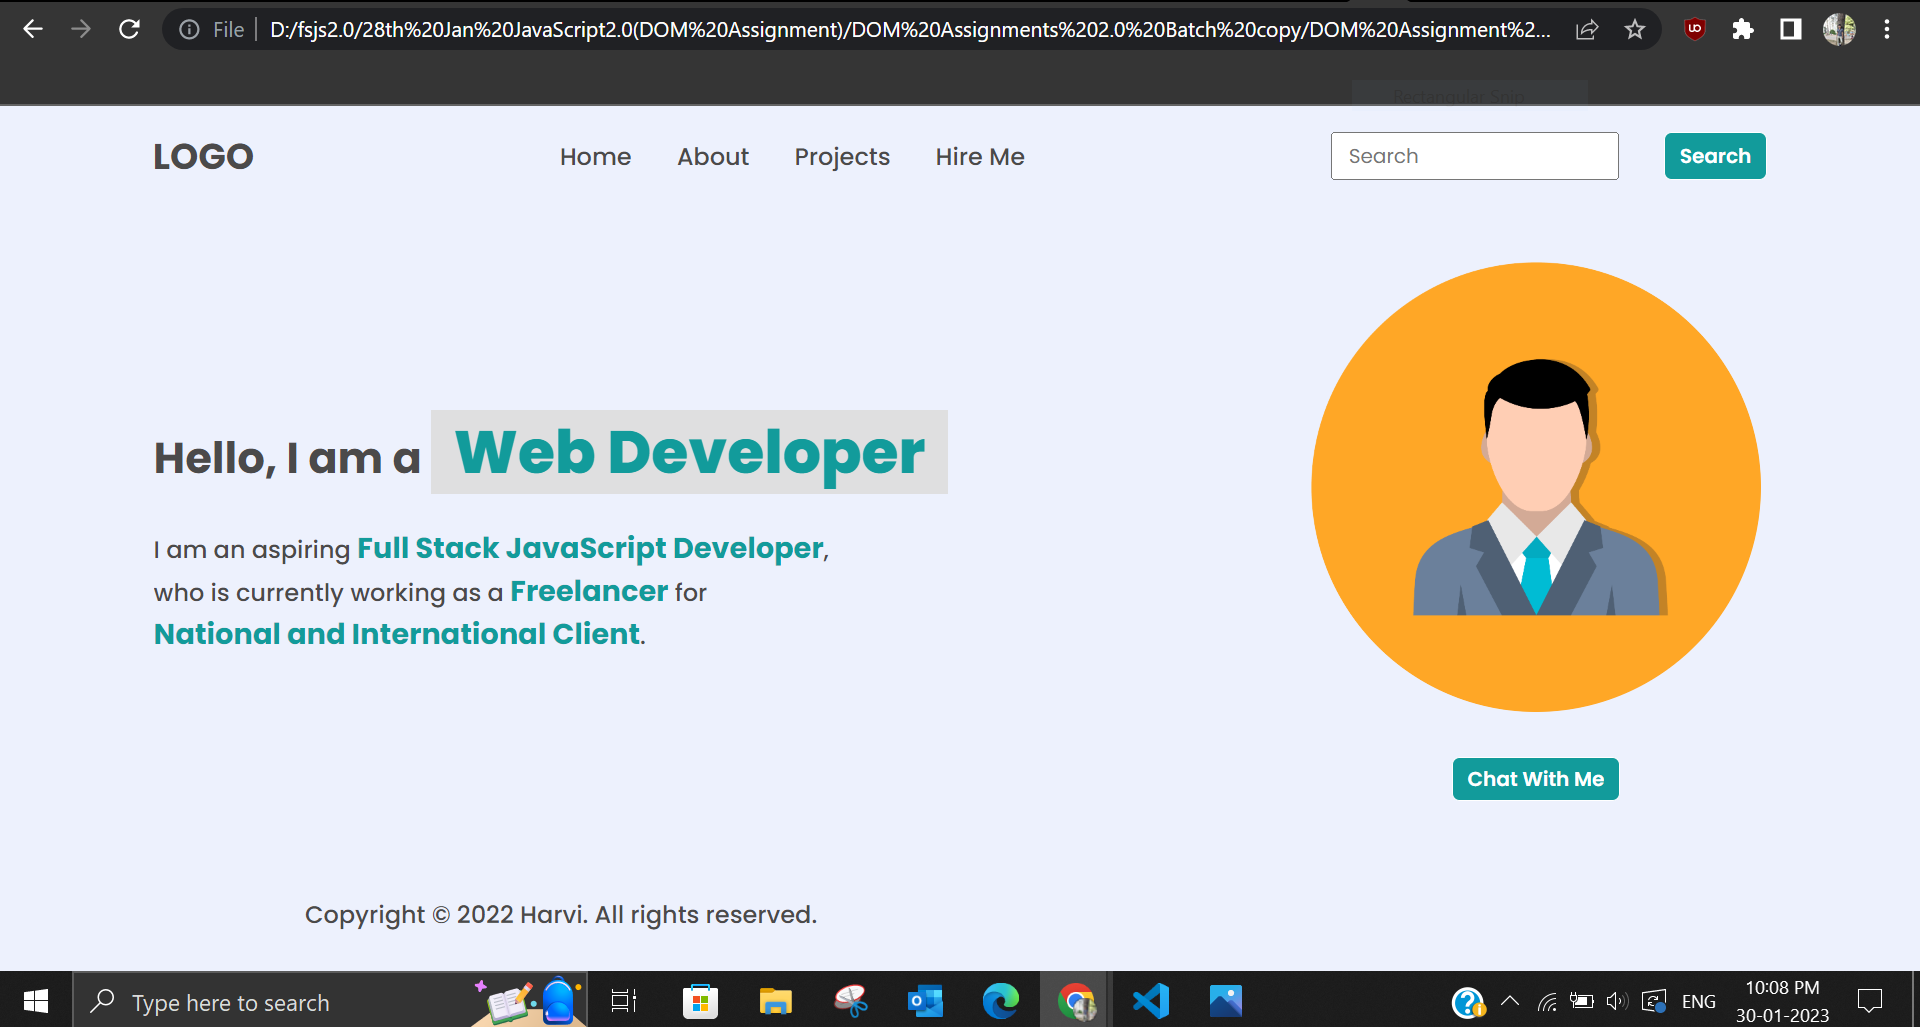 File
D:/fsjs2.0/28th%20Jan%20JavaScript2.0(DOM%20Assignment)/DOM%20Assignments%202.0%20Batch%20copy/DOM%20Assignment%2...
Rectangular Snip
LOGO
Home About Projects Hire Me
Search
Search
Hello, I am a Web Developer
I am an aspiring Full Stack JavaScript Developer,
who is currently working as a Freelancer for
National and International Client.
Chat With Me
Copyright © 2022 Harvi. All rights reserved.
Type here to search
ENG
10:08 PM
30-01-2023